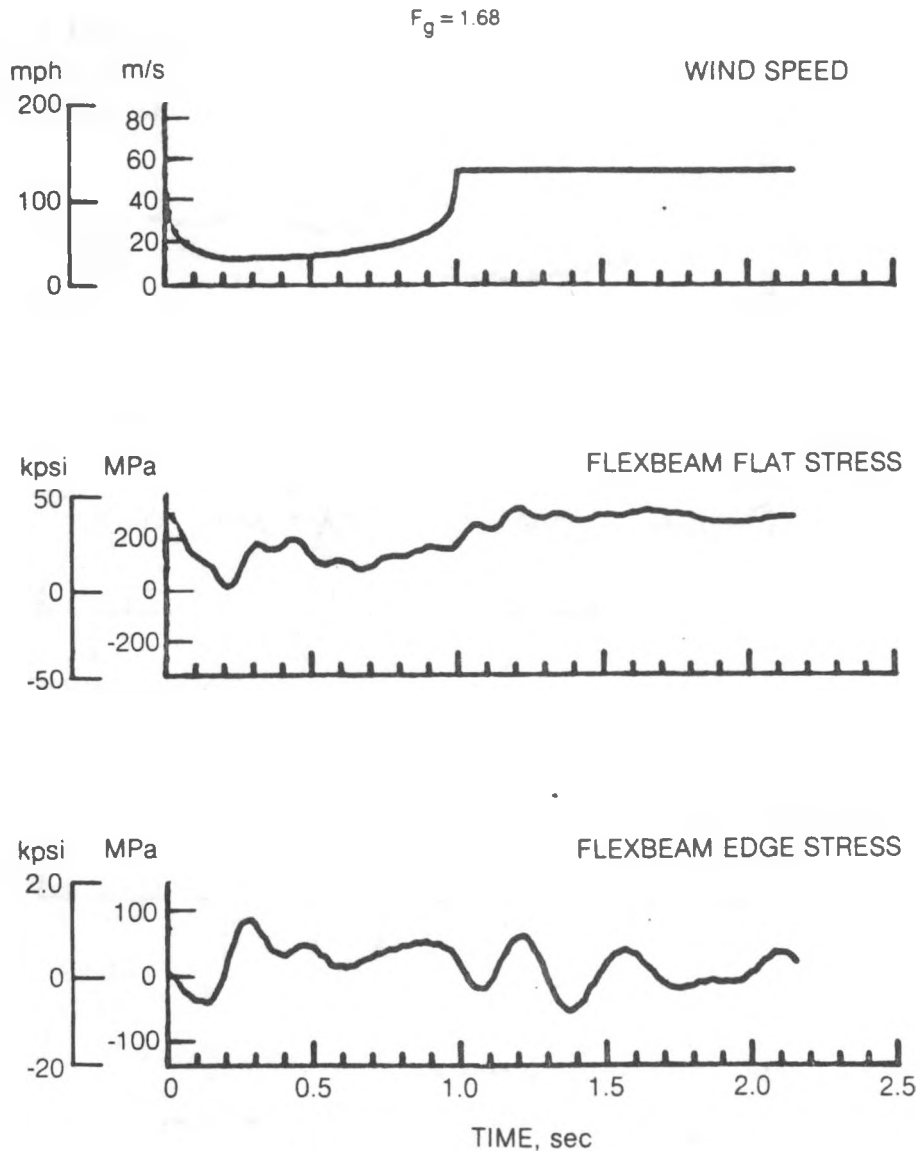 Fg = 1.68
mph m/s WIND SPEED
200
80
60
100 40
20
0 0
kpsi MPa FLEXBEAM FLAT STRESS
50
200
0 0
-200
-50
kpsi MPa FLEXBEAM EDGE STRESS
2.0
100
0 0
-100
-20
0 0.5 1.0 1.5 2.0 2.5
TIME, sec